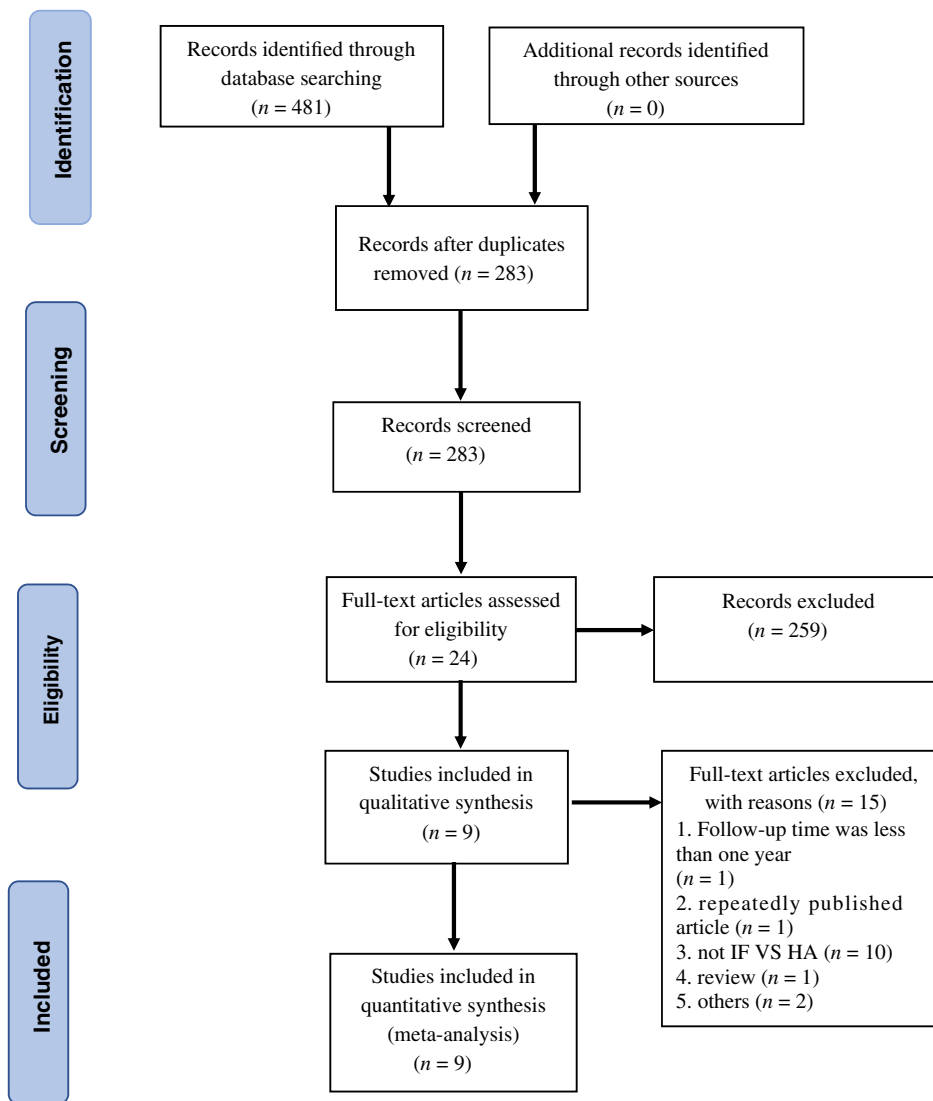 Identification
Records identified through
database searching
(n = 481)
Additional records identified
through other sources
(n = 0)
Records after duplicates
removed (n = 283)
Screening
Records screened
(n = 283)
Eligibility
Full-text articles assessed
for eligibility
(n = 24)
Records excluded
(n = 259)
Studies included in
qualitative synthesis
(n = 9)
Full-text articles excluded,
with reasons (n = 15)
1. Follow-up time was less
than one year
(n = 1)
2. repeatedly published
article (n = 1)
3. not IF VS HA (n = 10)
4. review (n = 1)
5. others (n = 2)
Included
Studies included in
quantitative synthesis
(meta-analysis)
(n = 9)